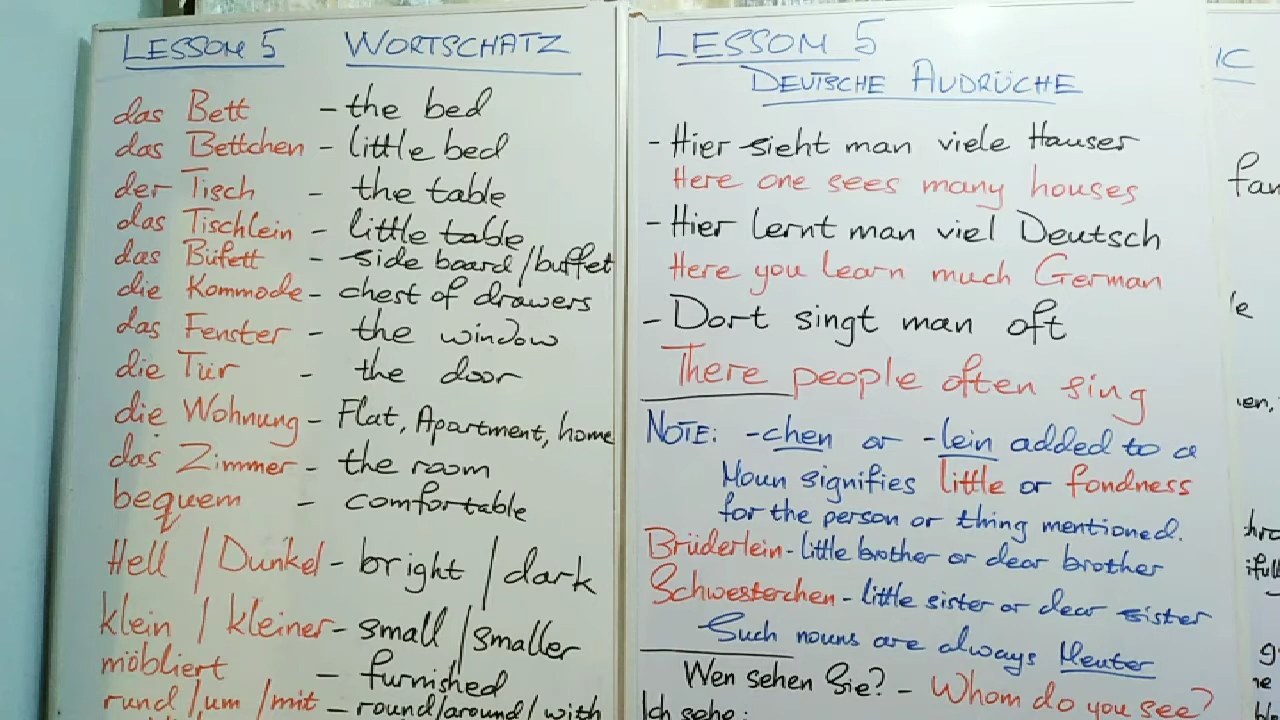 LESSON 5 WORTSCHATZ
das Bett - the bed
das Bettchen - little bed
der Tisch - the table
das Tischlein - little table
das Büfett - side board/buffet
die Kommode - chest of drawers
das Fenster - the window
die Tür - the door
die Wohnung - Flat, Apartment, home
das Zimmer - the room
bequem - comfortable
Hell / Dunkel - bright / dark
klein / kleiner - small / smaller
möbliert - furnished
rund /um /mit - round/around/with
LESSON 5
DEUTSCHE AUDRÜCHE
- Hier sieht man viele Hauser
Here one sees many houses
- Hier lernt man viel Deutsch
Here you learn much German
- Dort singt man oft
There people often sing
NOTE: -chen or -lein added to a
Noun signifies little or fondness
for the person or thing mentioned.
Brüderlein - little brother or dear brother
Schwesterchen - little sister or dear sister
Such nouns are always Neuter
Wen sehen Sie? - Whom do you see?
Ich sehe:
IC